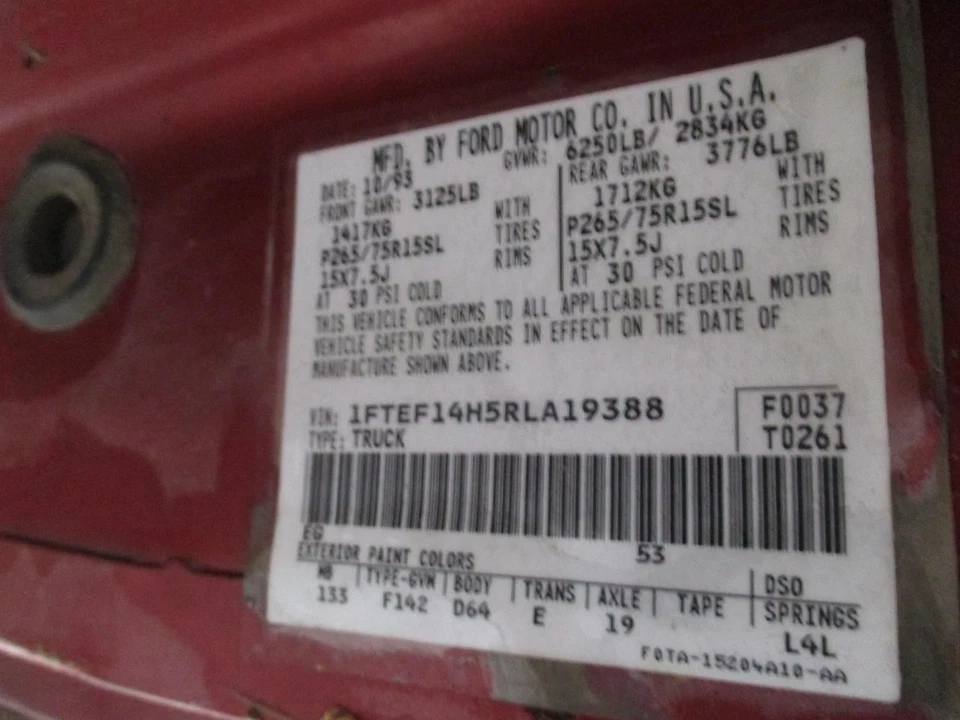 MFD. BY FORD MOTOR CO. IN U.S.A.
DATE: 10/93 GVWR: 6250LB/ 2834KG
FRONT GAWR: 3125LB
1417KG WITH
P265/75R15SL TIRES
15X7.5J RIMS
AT 30 PSI COLD
REAR GAWR: 3776LB
1712KG WITH
P265/75R15SL TIRES
15X7.5J RIMS
AT 30 PSI COLD
THIS VEHICLE CONFORMS TO ALL APPLICABLE FEDERAL MOTOR
VEHICLE SAFETY STANDARDS IN EFFECT ON THE DATE OF
MANUFACTURE SHOWN ABOVE.
VIN: 1FTEF14H5RLA19388 F0037
TYPE: TRUCK T0261
EG 53
EXTERIOR PAINT COLORS DSO
WB TYPE-GVW BODY TRANS AXLE TAPE SPRINGS
133 F142 D64 E 19 L4L
F0TA-15204A10-AA